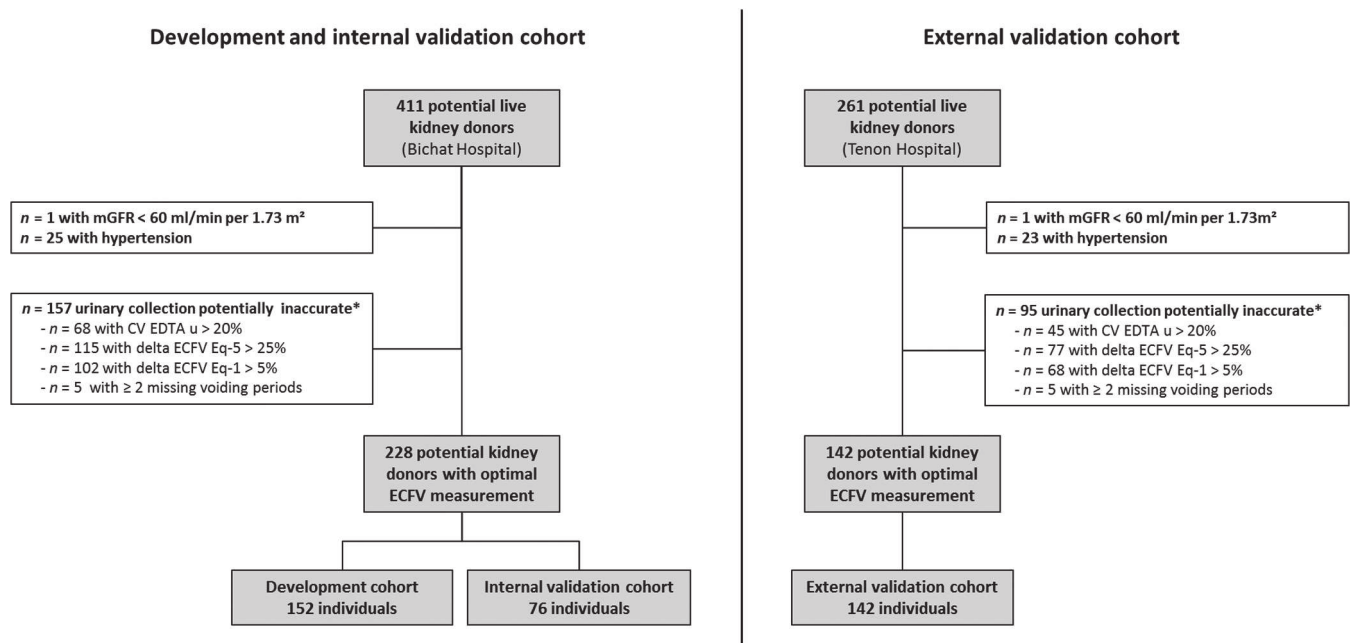 Development and internal validation cohort
411 potential live
kidney donors
(Bichat Hospital)
n = 1 with mGFR < 60 ml/min per 1.73 m²
n = 25 with hypertension
n = 157 urinary collection potentially inaccurate*
- n = 68 with CV EDTA u > 20%
- n = 115 with delta ECFV Eq-5 > 25%
- n = 102 with delta ECFV Eq-1 > 5%
- n = 5 with ≥ 2 missing voiding periods
228 potential kidney
donors with optimal
ECFV measurement
Development cohort
152 individuals
Internal validation cohort
76 individuals
External validation cohort
261 potential live
kidney donors
(Tenon Hospital)
n = 1 with mGFR < 60 ml/min per 1.73m²
n = 23 with hypertension
n = 95 urinary collection potentially inaccurate*
- n = 45 with CV EDTA u > 20%
- n = 77 with delta ECFV Eq-5 > 25%
- n = 68 with delta ECFV Eq-1 > 5%
- n = 5 with ≥ 2 missing voiding periods
142 potential kidney
donors with optimal
ECFV measurement
External validation cohort
142 individuals